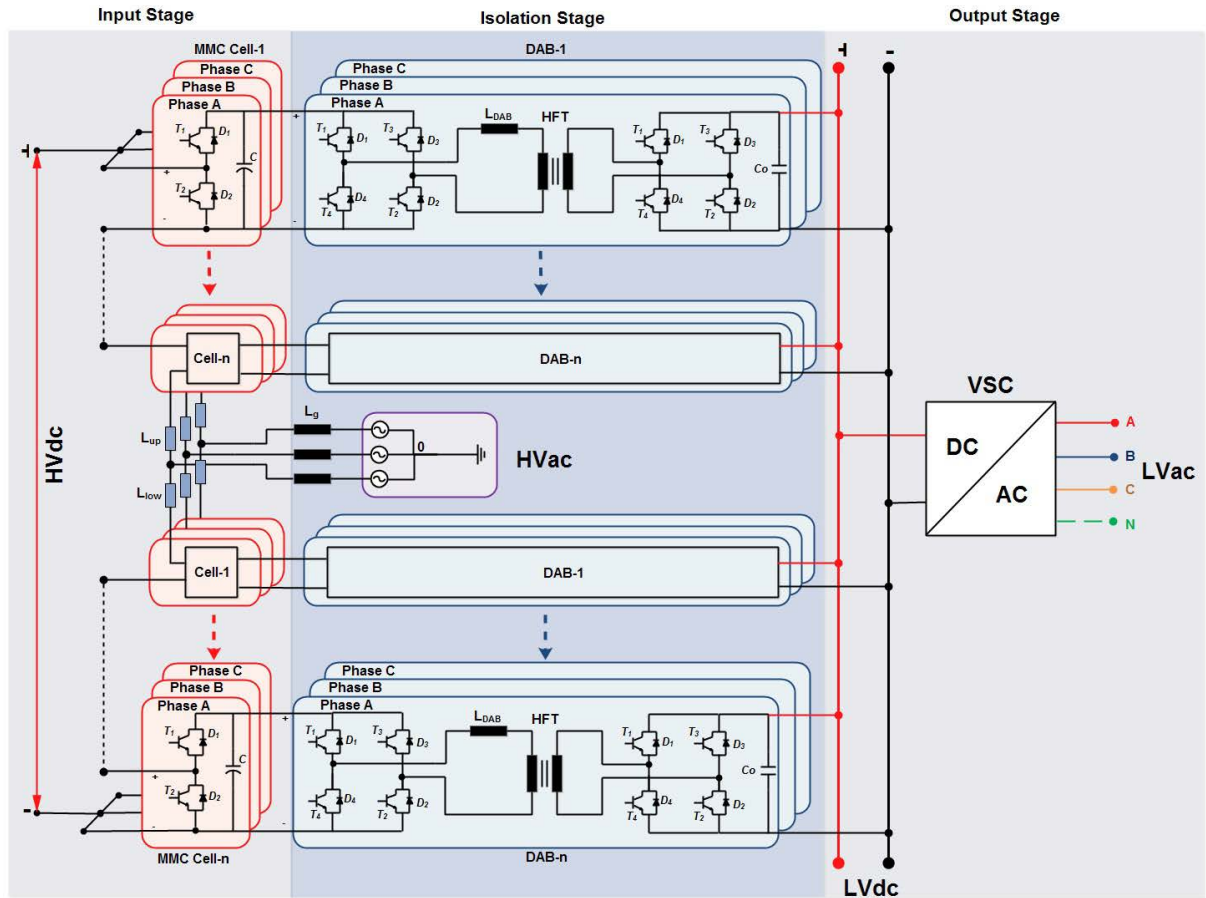 Input Stage
Isolation Stage
Output Stage
MMC Cell-1
DAB-1
+
-
Phase C
Phase C
Phase B
Phase B
Phase A
Phase A
T1
D1
C
+
T1
D1
T3
D3
LDAB
HFT
T1
D1
T3
D3
Co
+
+
T2
D2
D4
T4
T2
D2
D4
T4
T2
D2
-
-
Cell-n
DAB-n
HVdc
Lup
Llow
Lg
0
HVac
VSC
DC
AC
A
B
C
N
LVac
Cell-1
DAB-1
Phase C
Phase C
Phase B
Phase B
Phase A
Phase A
T1
D1
C
+
T1
D1
T3
D3
LDAB
HFT
T1
D1
T3
D3
Co
+
T2
D2
D4
T4
T2
D2
D4
T4
T2
D2
-
-
-
MMC Cell-n
DAB-n
LVdc